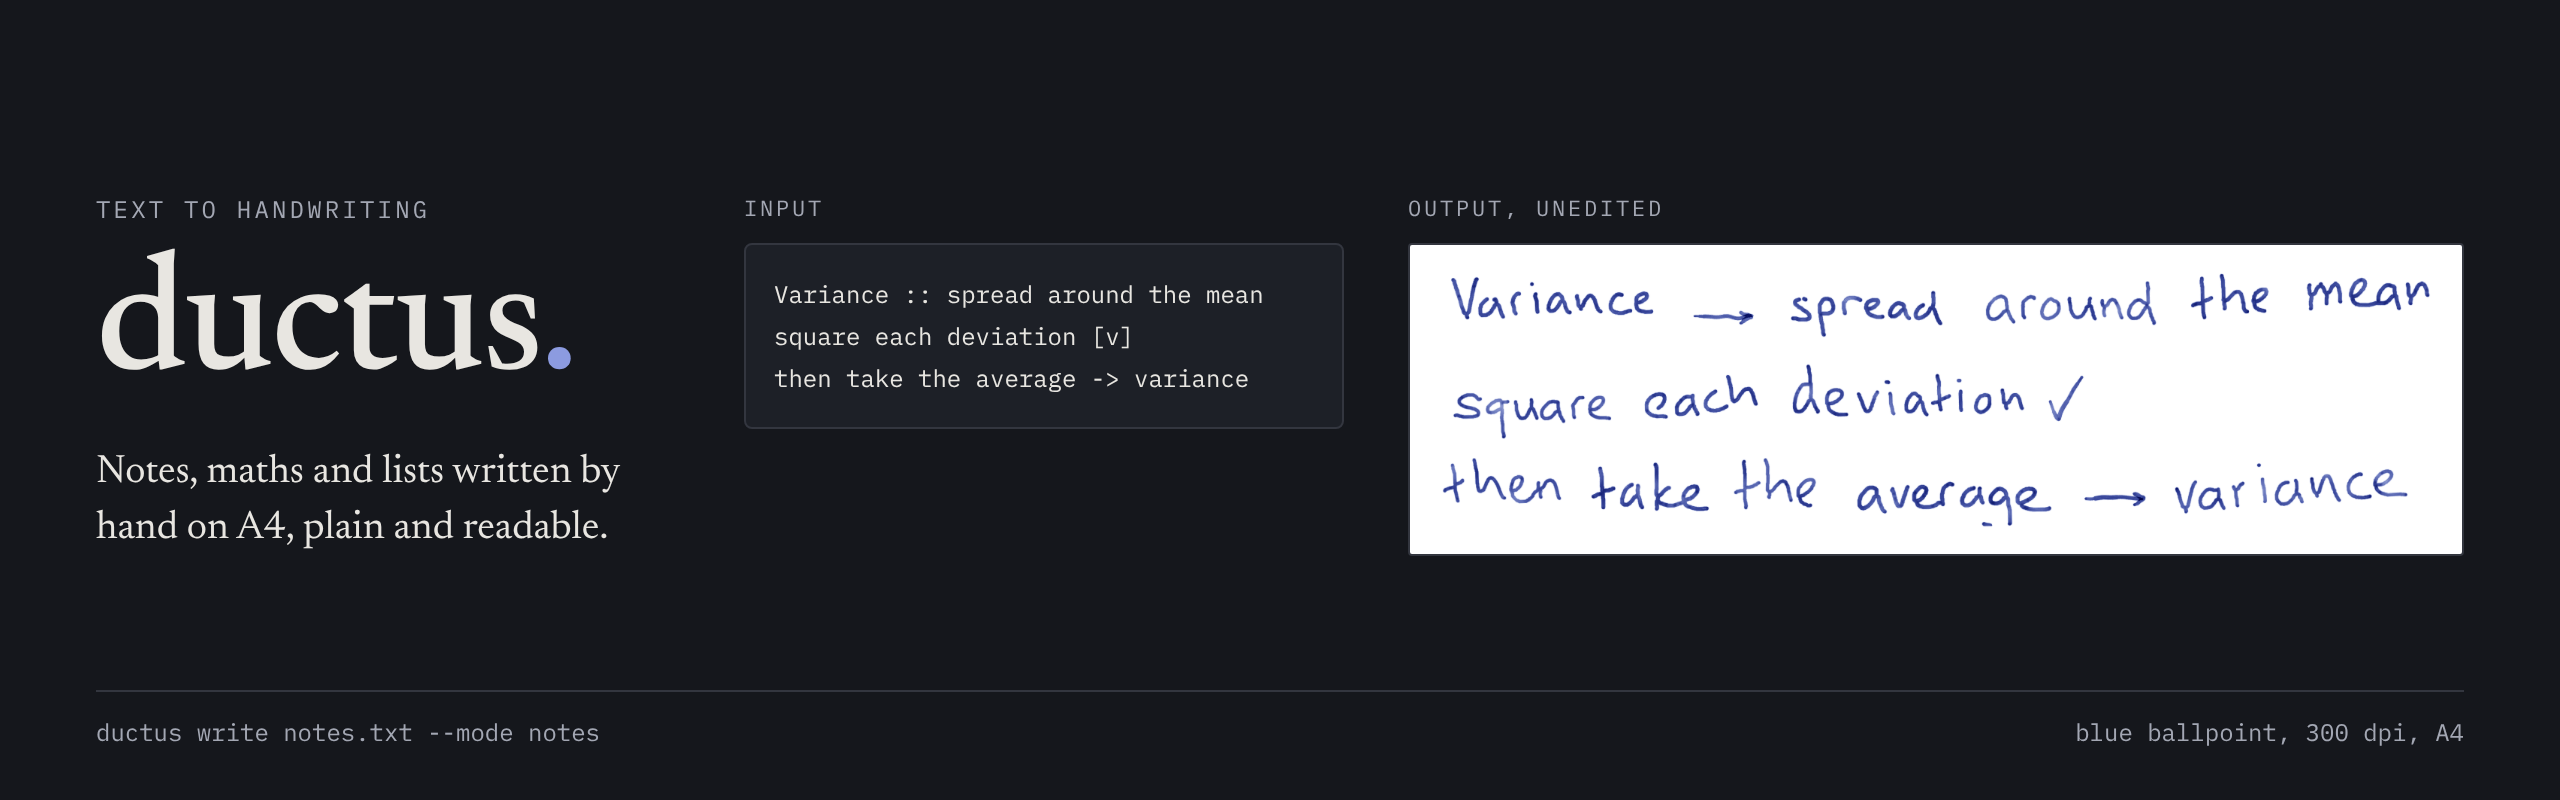 TEXT TO HANDWRITING
ductus.
Notes, maths and lists written by
hand on A4, plain and readable.
INPUT
Variance :: spread around the mean
square each deviation [v]
then take the average -> variance
OUTPUT, UNEDITED
Variance → spread around the mean
square each deviation ✓
then take the average → variance
ductus write notes.txt --mode notes
blue ballpoint, 300 dpi, A4